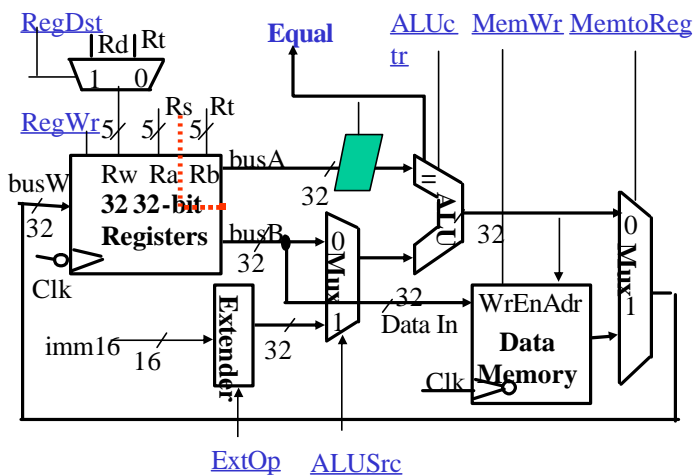 RegDst
Rd Rt
1 0
Equal
ALUc
tr
MemWr
MemtoReg
RegWr
5
Rs
5
Rt
5
busW
32
Rw Ra Rb
32 32-bit
Registers
Clk
busA
32
busB
32
=
ALU
32
0
Mux
1
0
Mux
1
Extender
imm16
16
32
32
Data In
WrEn Adr
Data
Memory
Clk
ExtOp
ALUSrc